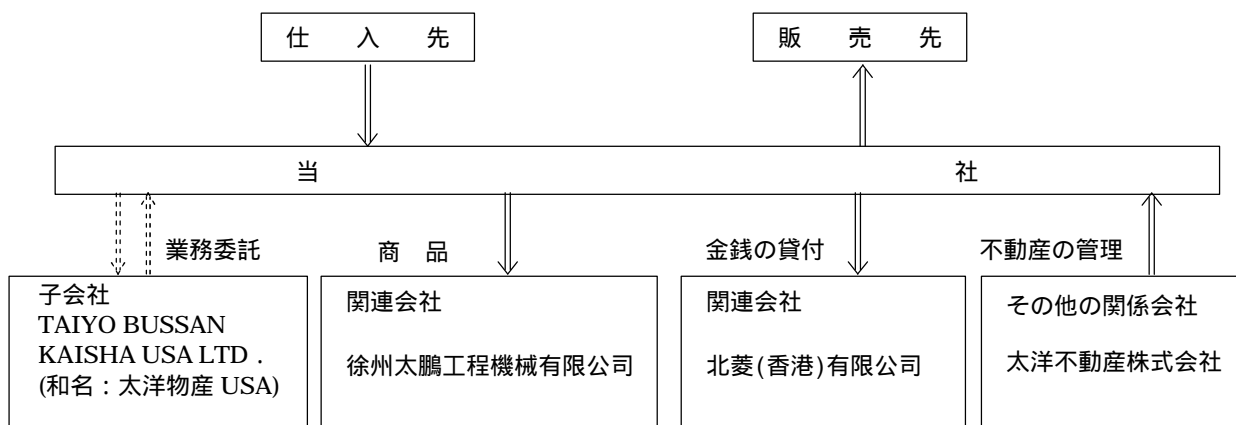 仕 入 先
販 売 先
当 社
業務委託
商 品
金銭の貸付
不動産の管理
子会社
TAIYO BUSSAN
KAISHA USA LTD．
(和名：太洋物産 USA)
関連会社
徐州太鵬工程機械有限公司
関連会社
北菱(香港)有限公司
その他の関係会社
太洋不動産株式会社